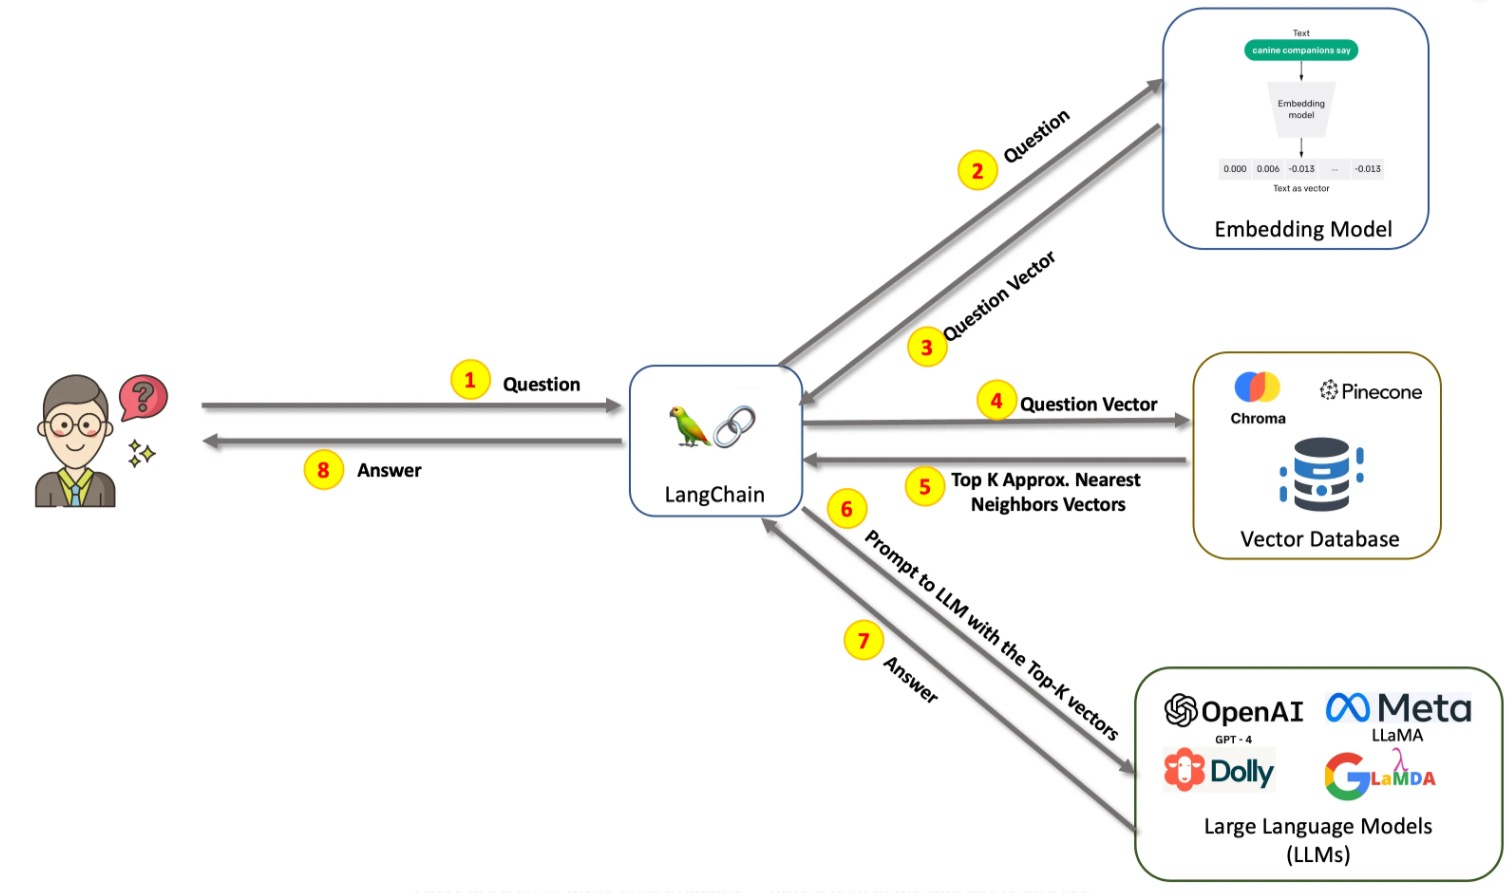 Text
canine companions say
Embedding
model
0.000 0.006 -0.013 ... -0.013
Text as vector
Embedding Model
2 Question
3 Question Vector
1 Question
8 Answer
LangChain
4 Question Vector
5 Top K Approx. Nearest
Neighbors Vectors
Chroma
Pinecone
Vector Database
6 Prompt to LLM with the Top-K vectors
7 Answer
OpenAI
GPT - 4
Meta
LLaMA
Dolly
LaMDA
Large Language Models
(LLMs)